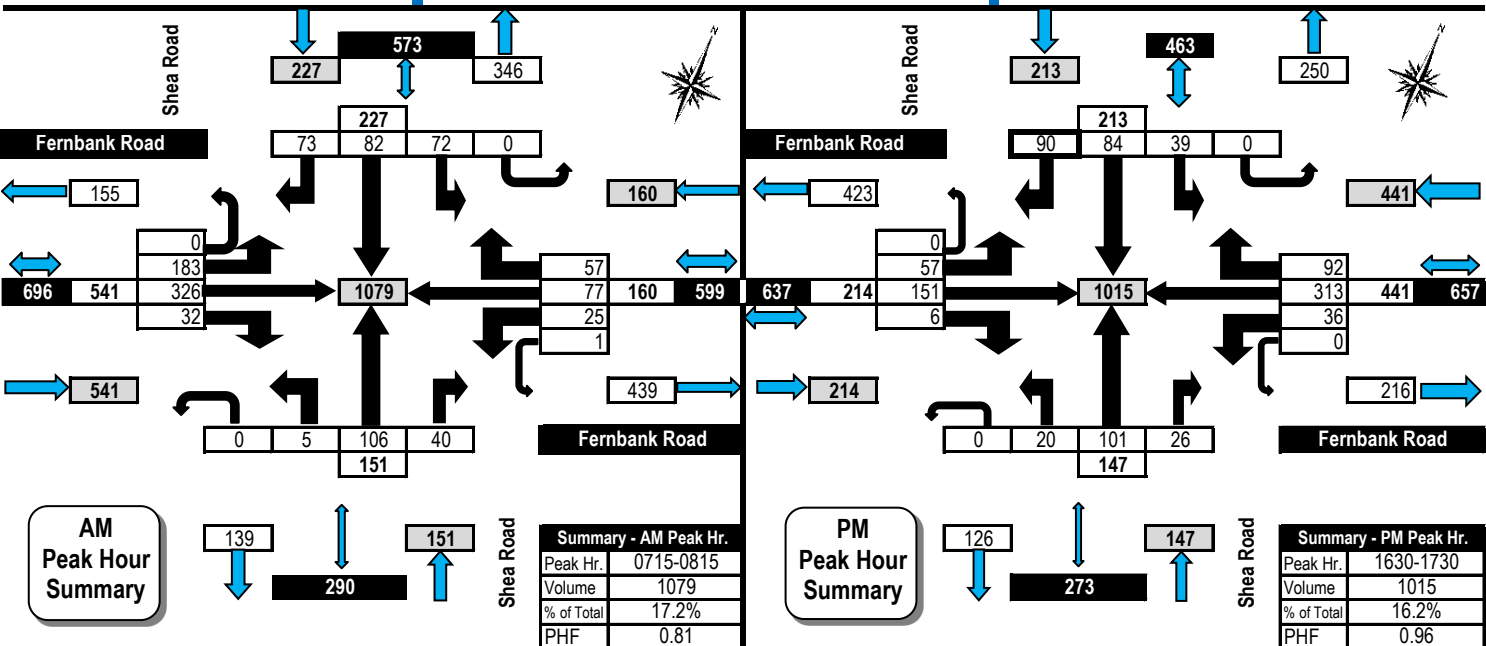 Shea Road
573
227
346
227
73 82 72 0
Fernbank Road
155
160
0
183
326
32
696 541
1079
57
77
25
1
160 599
541
439
0 5 106 40
151
Fernbank Road
AM
Peak Hour
Summary
139
151
290
Shea Road
Summary - AM Peak Hr.
Peak Hr. 0715-0815
Volume 1079
% of Total 17.2%
PHF 0.81
N
Shea Road
463
213
250
213
90 84 39 0
Fernbank Road
423
441
0
57
151
6
637 214
1015
92
313
36
0
441 657
214
216
0 20 101 26
147
Fernbank Road
PM
Peak Hour
Summary
126
147
273
Shea Road
Summary - PM Peak Hr.
Peak Hr. 1630-1730
Volume 1015
% of Total 16.2%
PHF 0.96
N